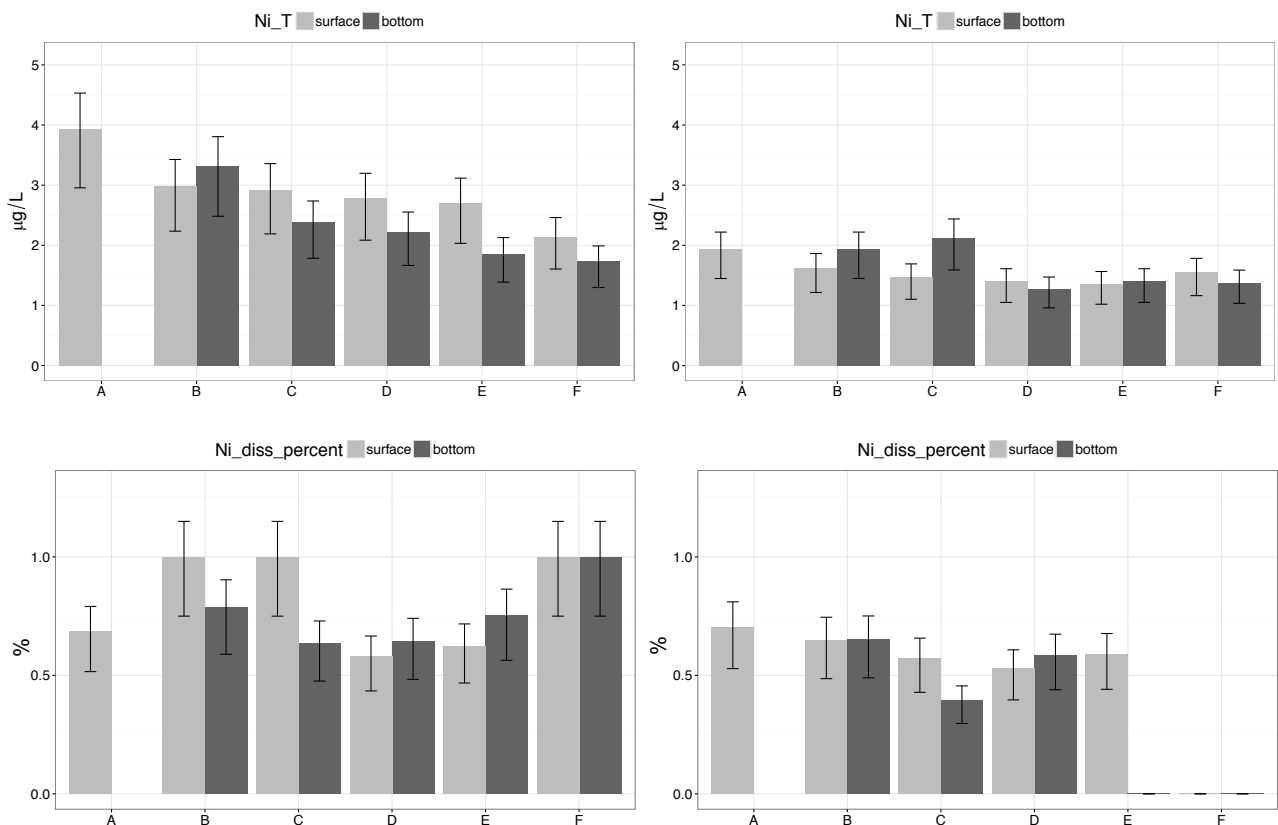 Ni_T surface bottom
5
4
3
2
1
0
µg/L
A B C D E F
Ni_T surface bottom
5
4
3
2
1
0
µg/L
A B C D E F
Ni_diss_percent surface bottom
1.0
0.5
0.0
%
A B C D E F
Ni_diss_percent surface bottom
1.0
0.5
0.0
%
A B C D E F